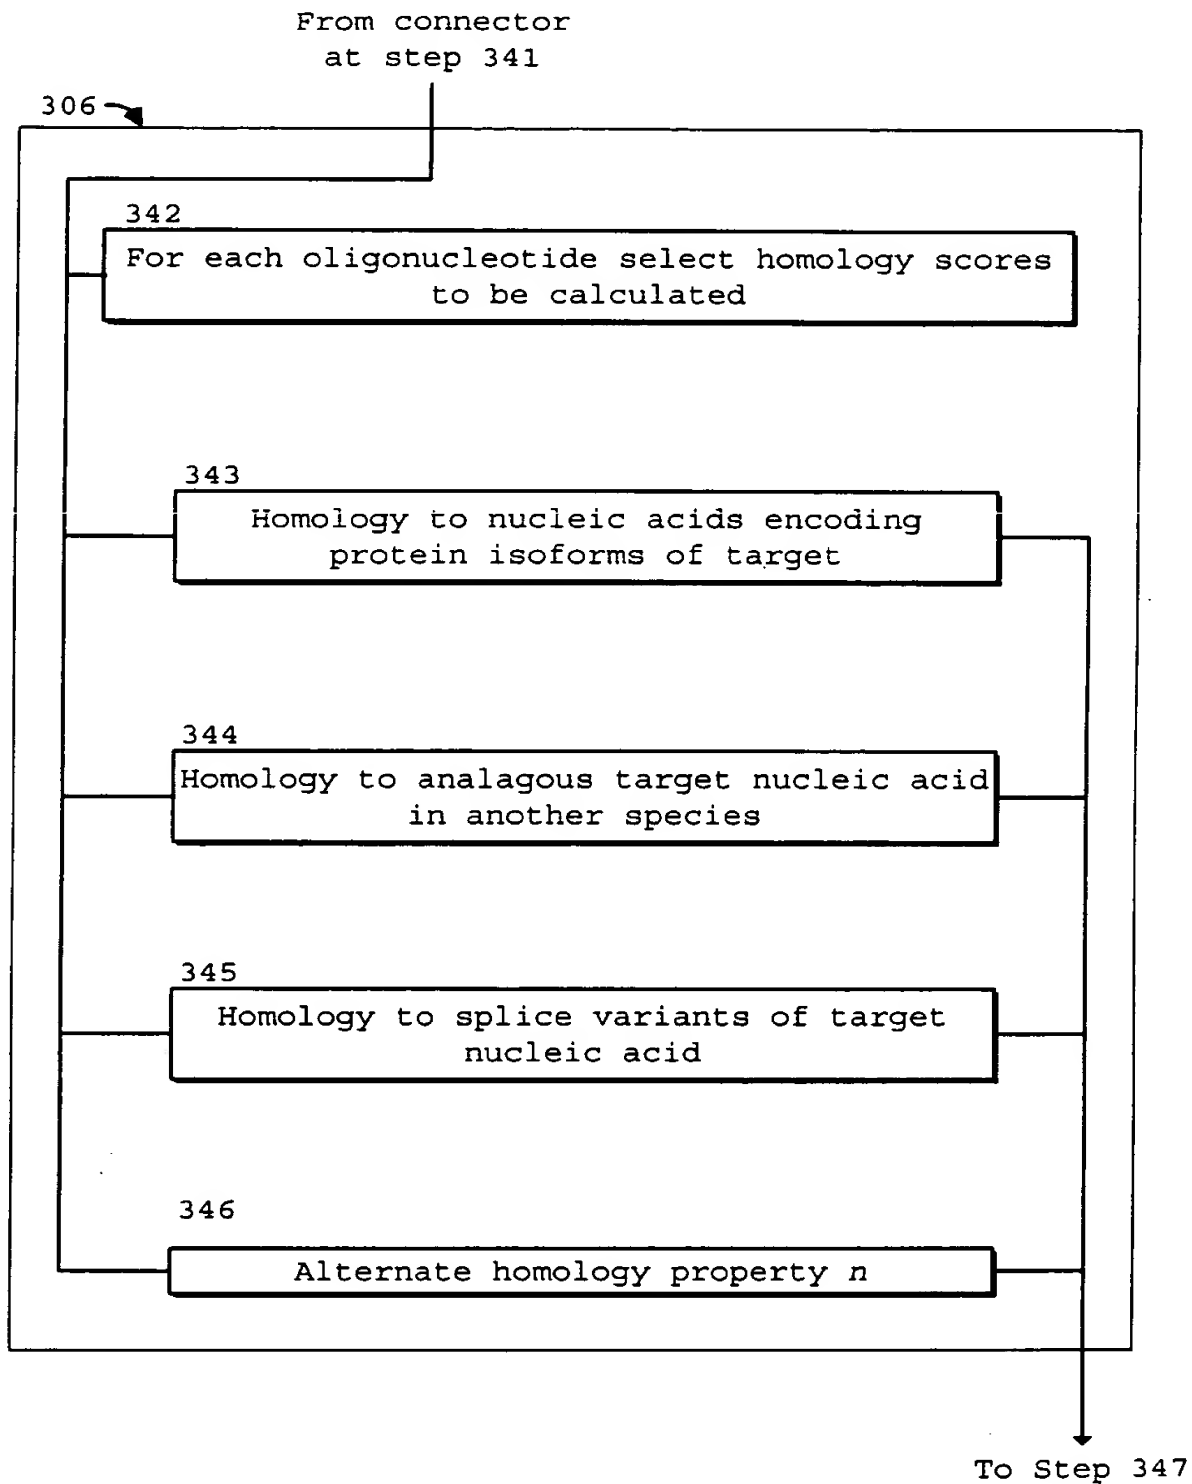 From connector
at step 341
306
342
For each oligonucleotide select homology scores
to be calculated
343
Homology to nucleic acids encoding
protein isoforms of target
344
Homology to analagous target nucleic acid
in another species
345
Homology to splice variants of target
nucleic acid
346
Alternate homology property n
To Step 347